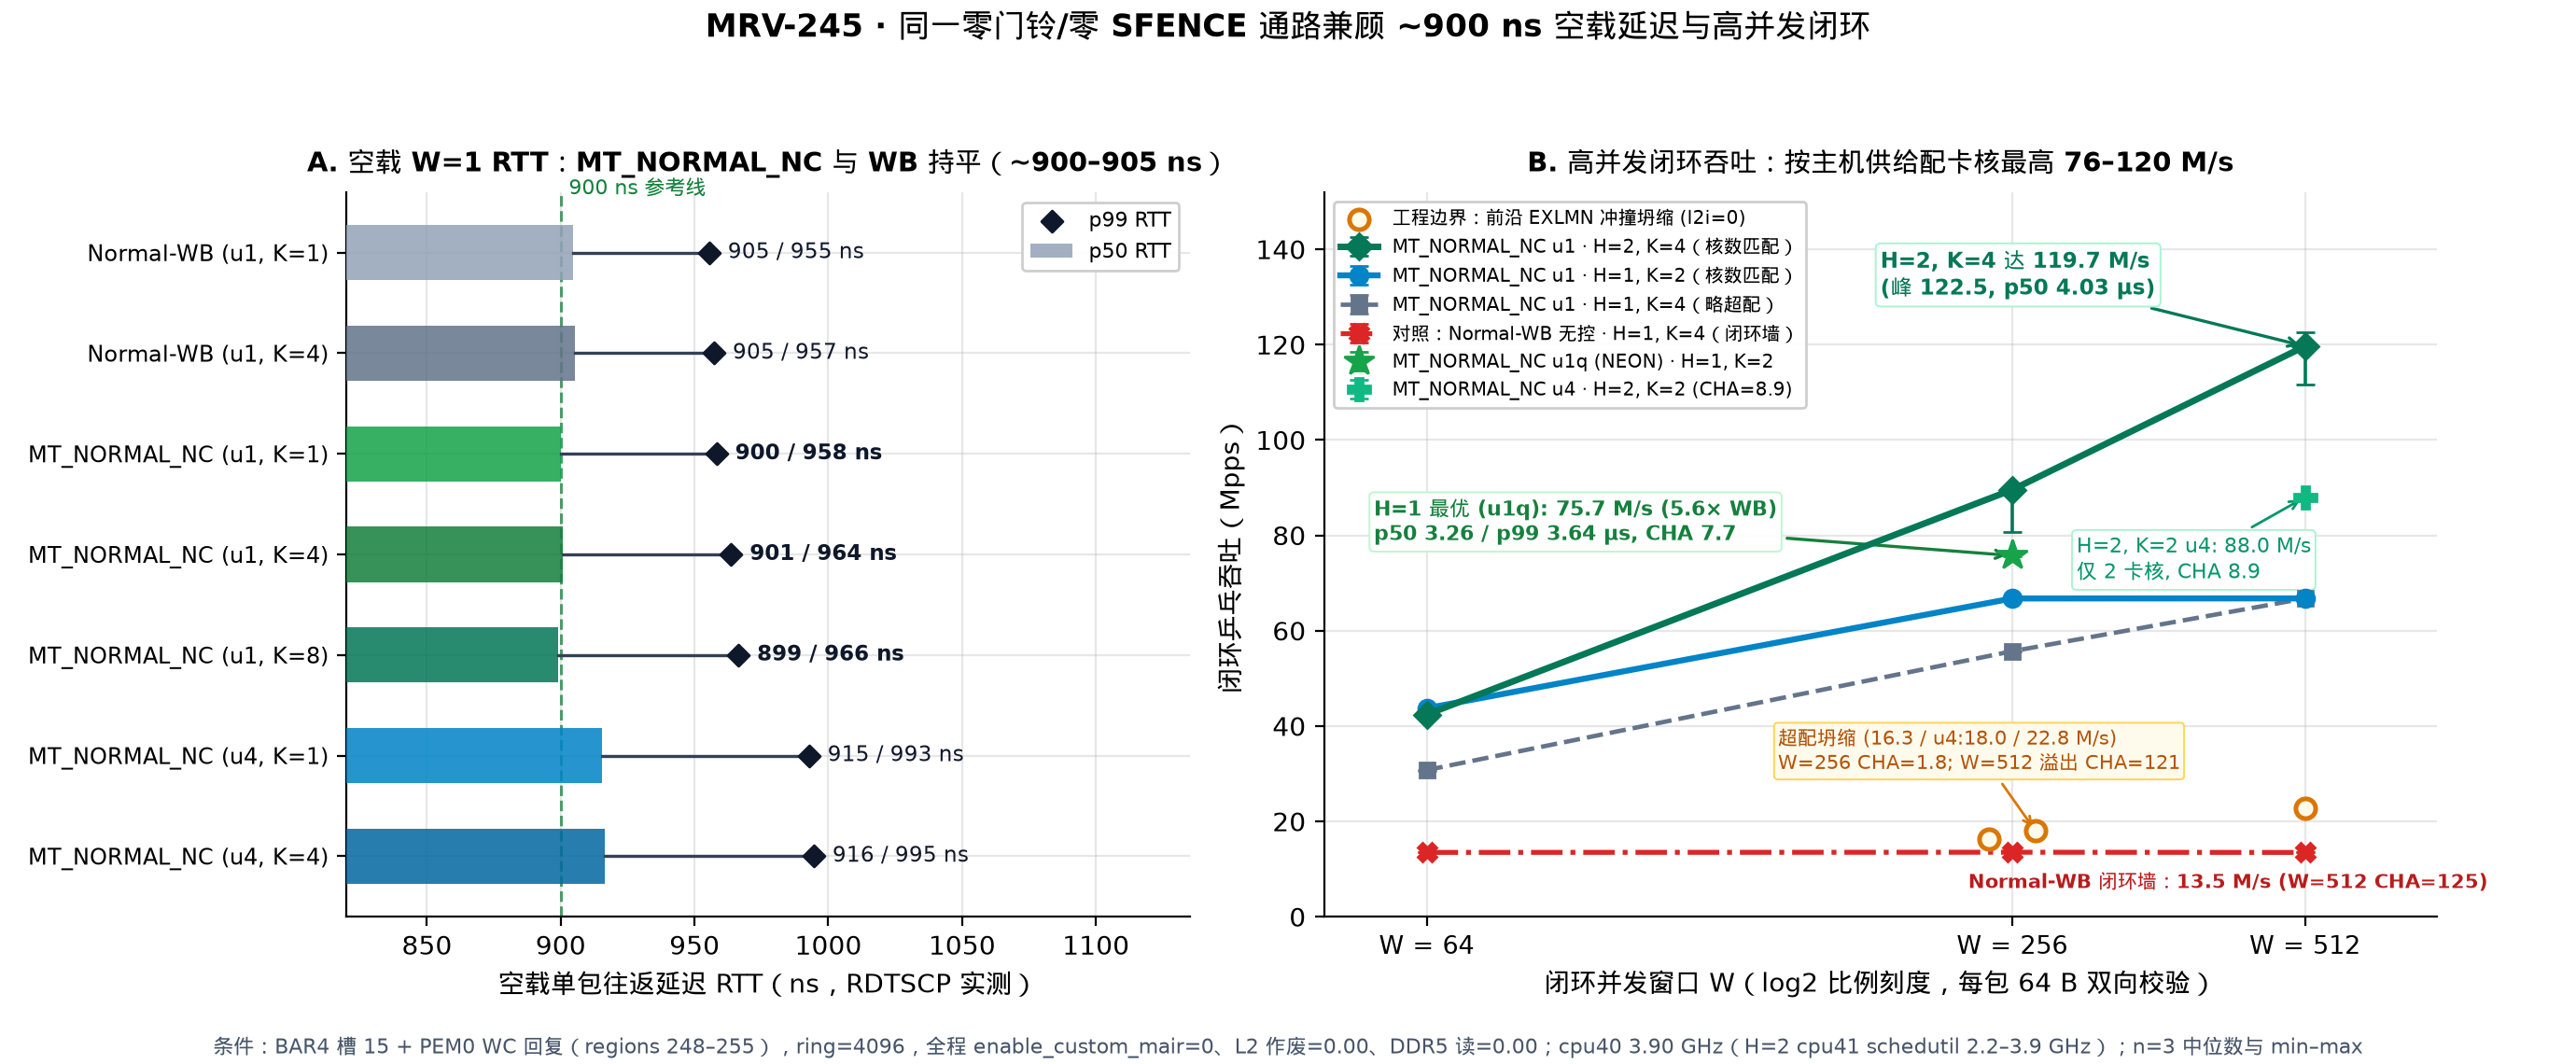 MRV-245 · 同一零门铃/零 SFENCE 通路兼顾 ~900 ns 空载延迟与高并发闭环
A. 空载 W=1 RTT：MT_NORMAL_NC 与 WB 持平（~900–905 ns）
900 ns 参考线
p99 RTT
p50 RTT
Normal-WB (u1, K=1)
905 / 955 ns
Normal-WB (u1, K=4)
905 / 957 ns
MT_NORMAL_NC (u1, K=1)
900 / 958 ns
MT_NORMAL_NC (u1, K=4)
901 / 964 ns
MT_NORMAL_NC (u1, K=8)
899 / 966 ns
MT_NORMAL_NC (u4, K=1)
915 / 993 ns
MT_NORMAL_NC (u4, K=4)
916 / 995 ns
850 900 950 1000 1050 1100
空载单包往返延迟 RTT（ns，RDTSCP 实测）
B. 高并发闭环吞吐：按主机供给配卡核最高 76–120 M/s
工程边界：前沿 EXLMN 冲撞坍缩 (l2i=0)
MT_NORMAL_NC u1 · H=2, K=4（核数匹配）
MT_NORMAL_NC u1 · H=1, K=2（核数匹配）
MT_NORMAL_NC u1 · H=1, K=4（略超配）
对照：Normal-WB 无控 · H=1, K=4（闭环墙）
MT_NORMAL_NC u1q (NEON) · H=1, K=2
MT_NORMAL_NC u4 · H=2, K=2 (CHA=8.9)
H=2, K=4 达 119.7 M/s
(峰 122.5, p50 4.03 µs)
H=1 最优 (u1q): 75.7 M/s (5.6× WB)
p50 3.26 / p99 3.64 µs, CHA 7.7
H=2, K=2 u4: 88.0 M/s
仅 2 卡核, CHA 8.9
超配坍缩 (16.3 / u4:18.0 / 22.8 M/s)
W=256 CHA=1.8; W=512 溢出 CHA=121
Normal-WB 闭环墙：13.5 M/s (W=512 CHA=125)
闭环乒乓吞吐（Mpps）
140
120
100
80
60
40
20
0
W = 64 W = 256 W = 512
闭环并发窗口 W（log2 比例刻度，每包 64 B 双向校验）
条件：BAR4 槽 15 + PEM0 WC 回复（regions 248–255），ring=4096，全程 enable_custom_mair=0、L2 作废=0.00、DDR5 读=0.00；cpu40 3.90 GHz（H=2 cpu41 schedutil 2.2–3.9 GHz）；n=3 中位数与 min–max